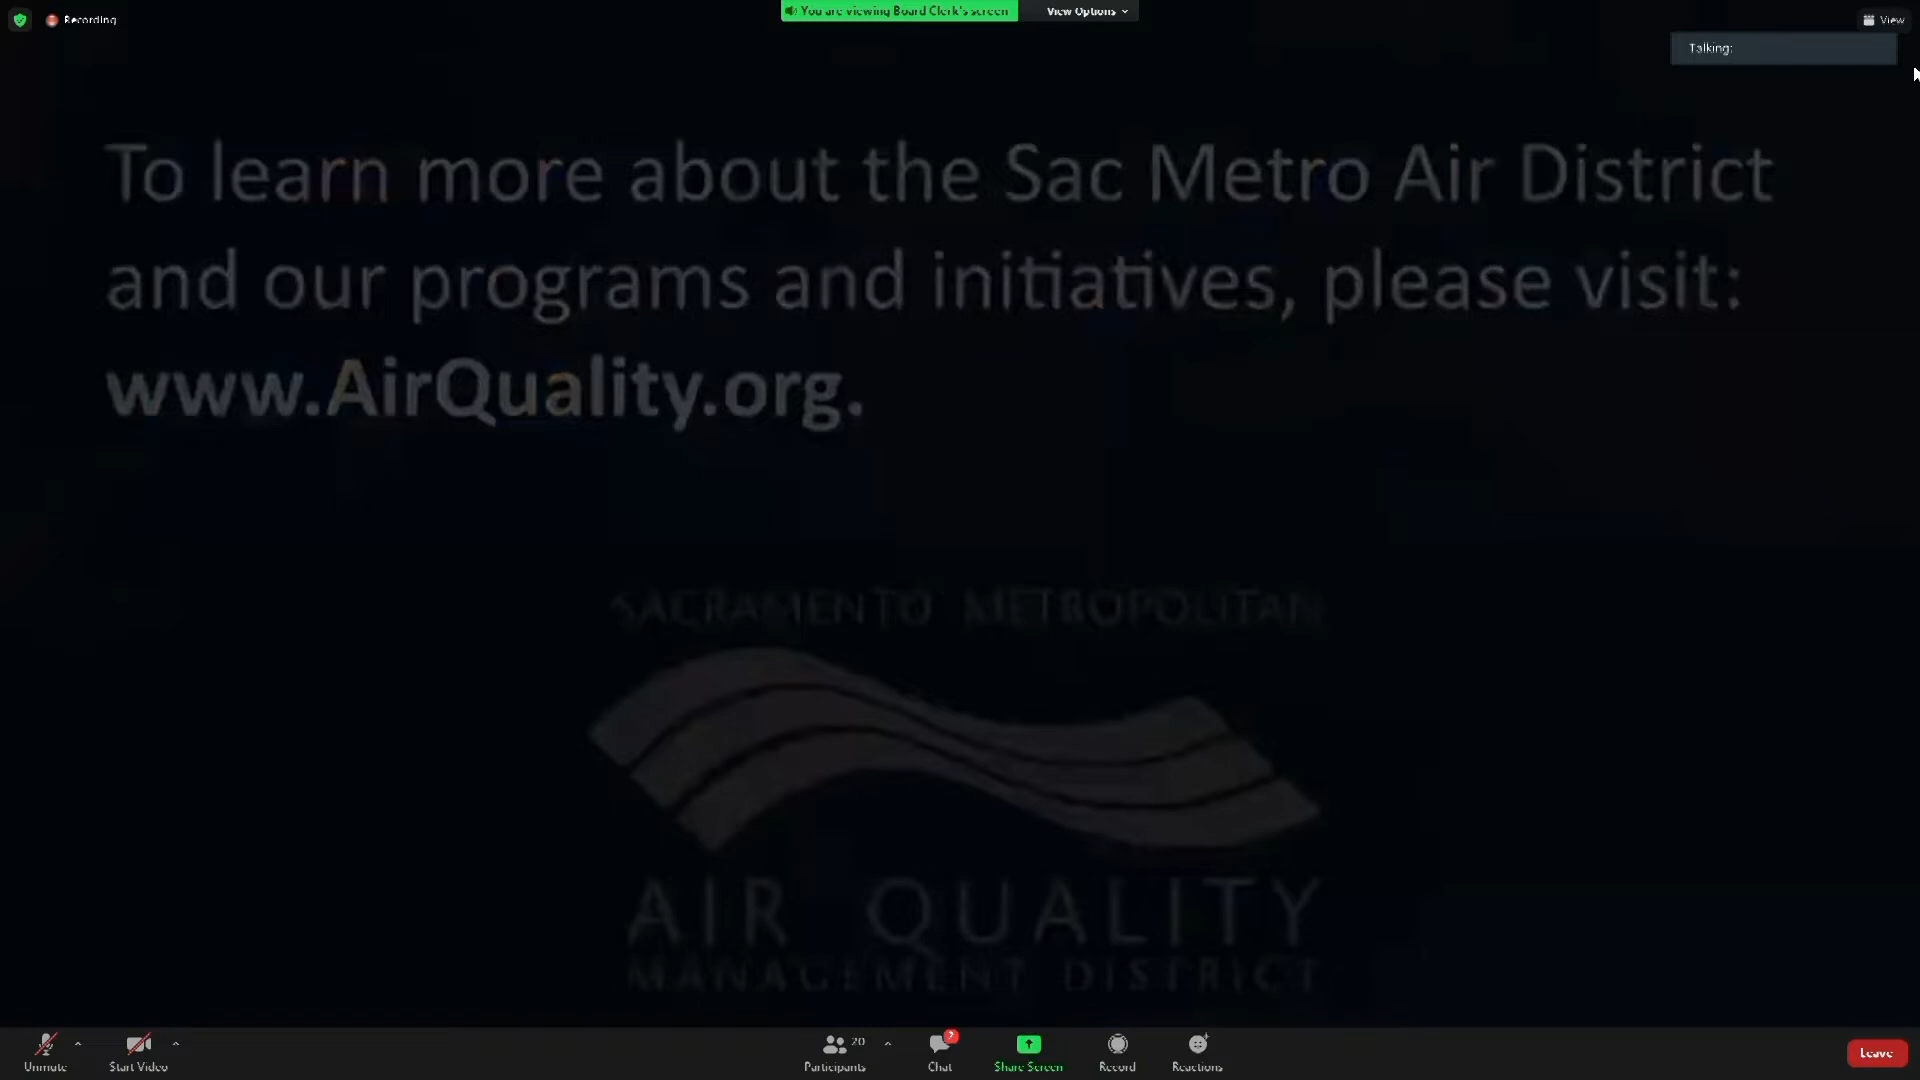 Recording
You are viewing Board Clerk's screen
View Options
View
Talking:
To learn more about the Sac Metro Air District
and our programs and initiatives, please visit:
www.AirQuality.org.
SACRAMENTO METROPOLITAN
AIR QUALITY
MANAGEMENT DISTRICT
Unmute
Start Video
Participants
20
Chat
2
Share Screen
Record
Reactions
Leave